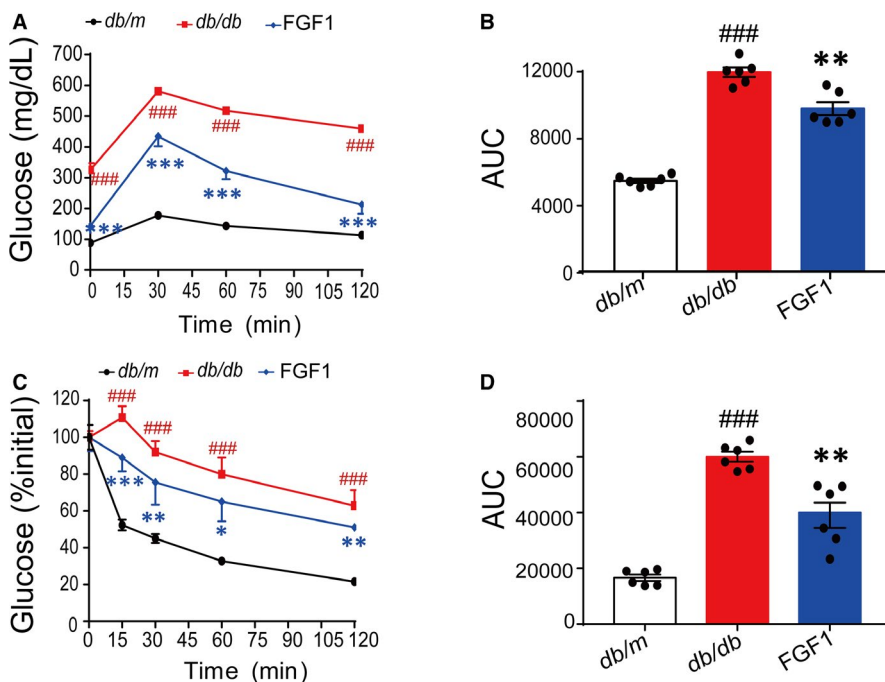 A
db/m db/db FGF1
Glucose (mg/dL)
700
600
500
400
300
200
100
0
###
###
###
###
***
***
***
***
0 15 30 45 60 75 90 105 120
Time (min)
B
AUC
12000
8000
4000
0
###
**
db/m
db/db
FGF1
C
db/m db/db FGF1
Glucose (%initial)
120
100
80
60
40
20
0
###
###
###
###
***
**
*
**
0 15 30 45 60 75 90 105 120
Time (min)
D
AUC
80000
60000
40000
20000
0
###
**
db/m
db/db
FGF1